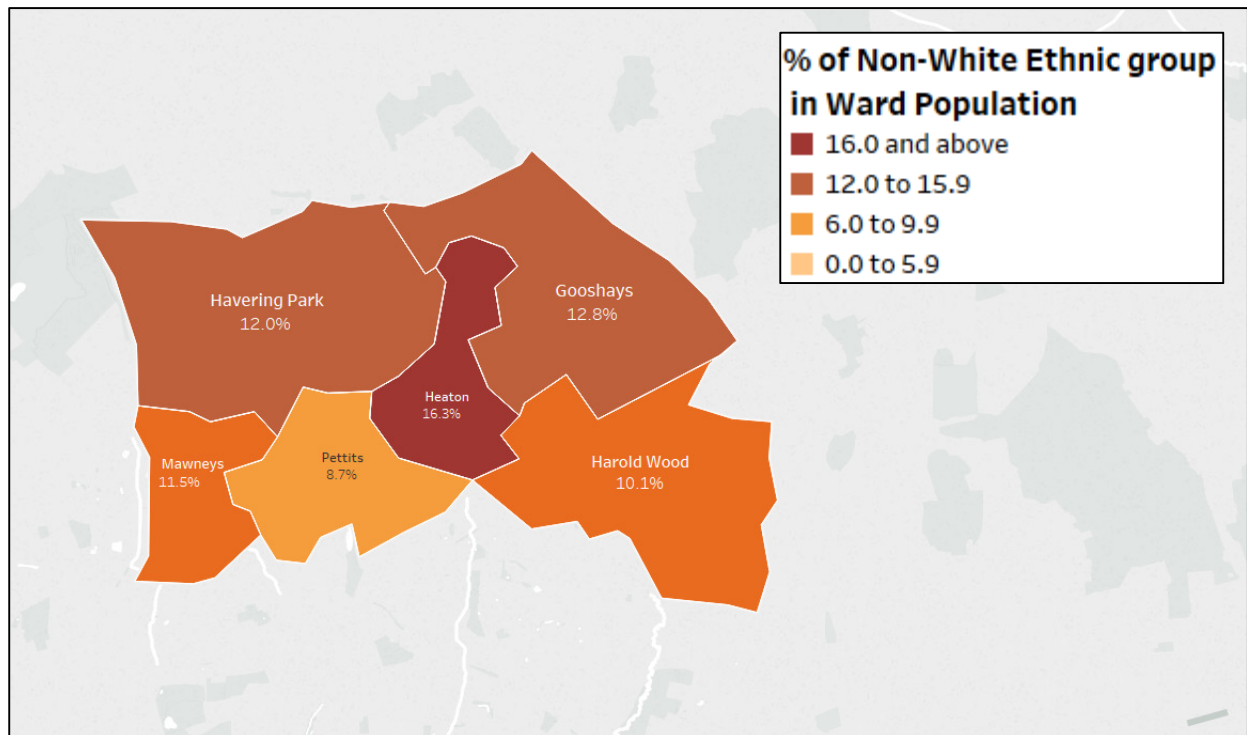 % of Non-White Ethnic group
in Ward Population
16.0 and above
12.0 to 15.9
6.0 to 9.9
0.0 to 5.9
Havering Park
12.0%
Gooshays
12.8%
Heaton
16.3%
Mawneys
11.5%
Pettits
8.7%
Harold Wood
10.1%